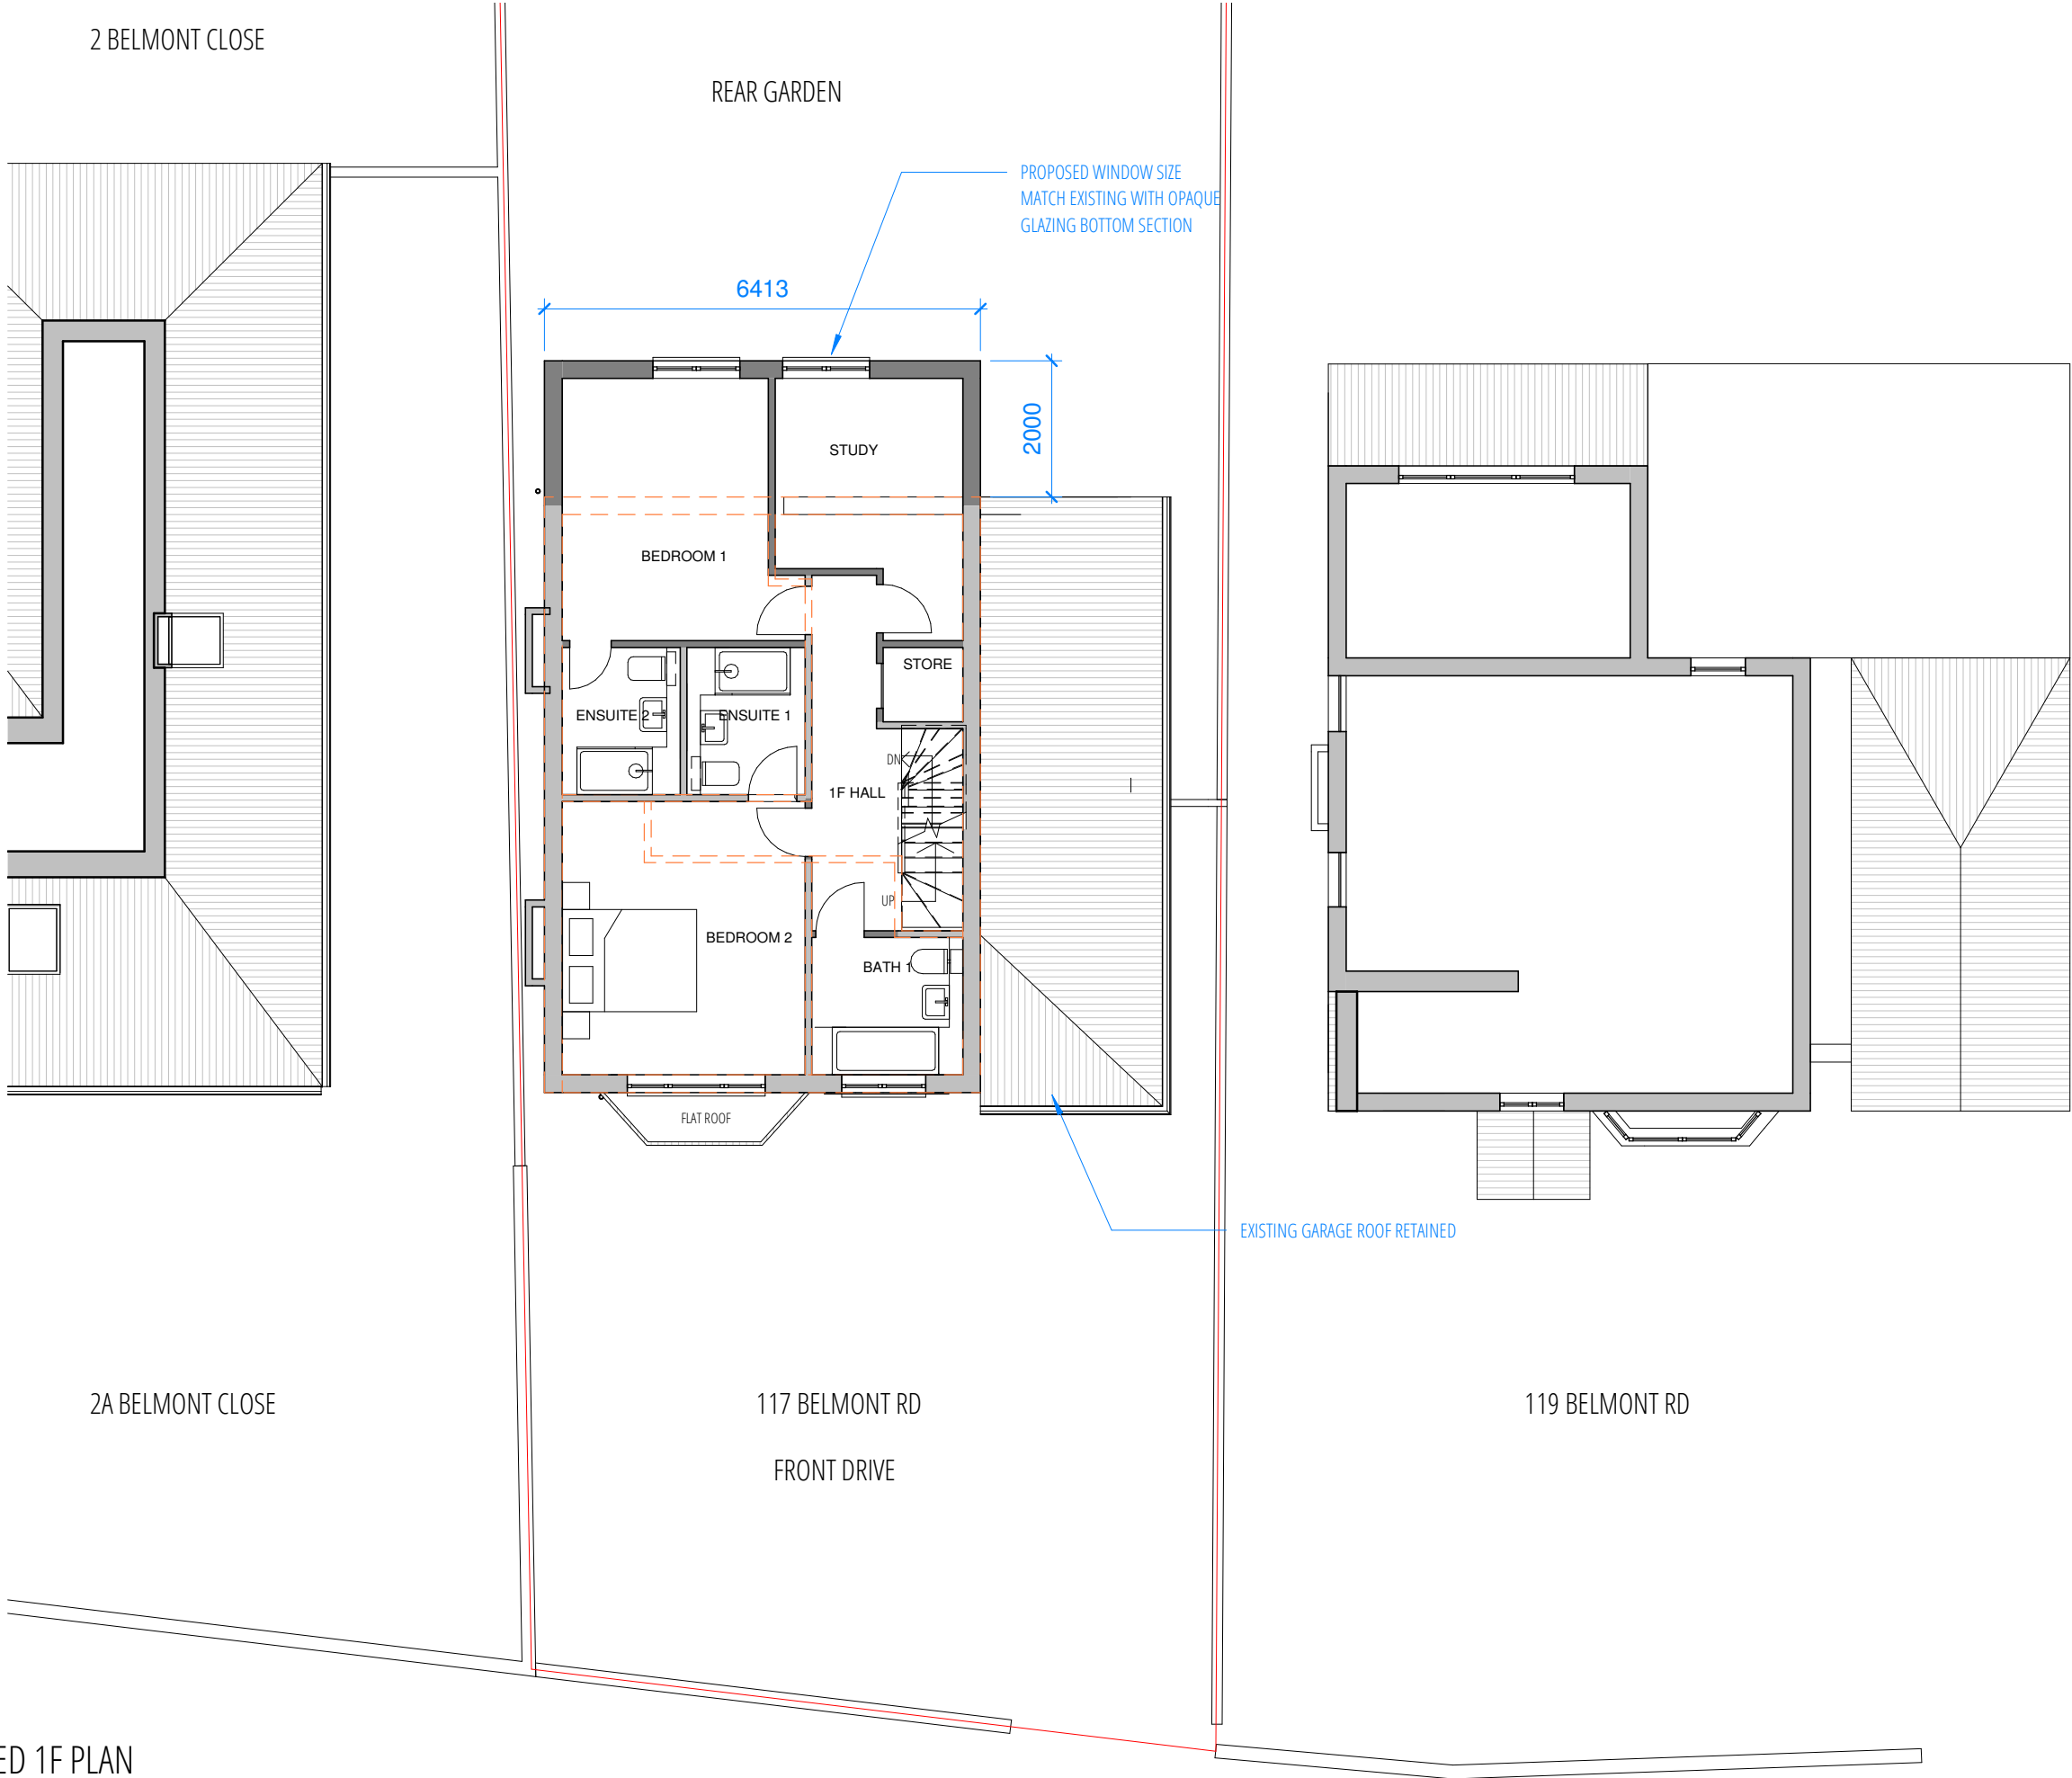 2 BELMONT CLOSE
REAR GARDEN
PROPOSED WINDOW SIZE
MATCH EXISTING WITH OPAQUE
GLAZING BOTTOM SECTION
6413
2000
STUDY
BEDROOM 1
STORE
ENSUITE 2
ENSUITE 1
DN
1F HALL
UP
BEDROOM 2
BATH 1
FLAT ROOF
EXISTING GARAGE ROOF RETAINED
2A BELMONT CLOSE
117 BELMONT RD
119 BELMONT RD
FRONT DRIVE
ED 1F PLAN